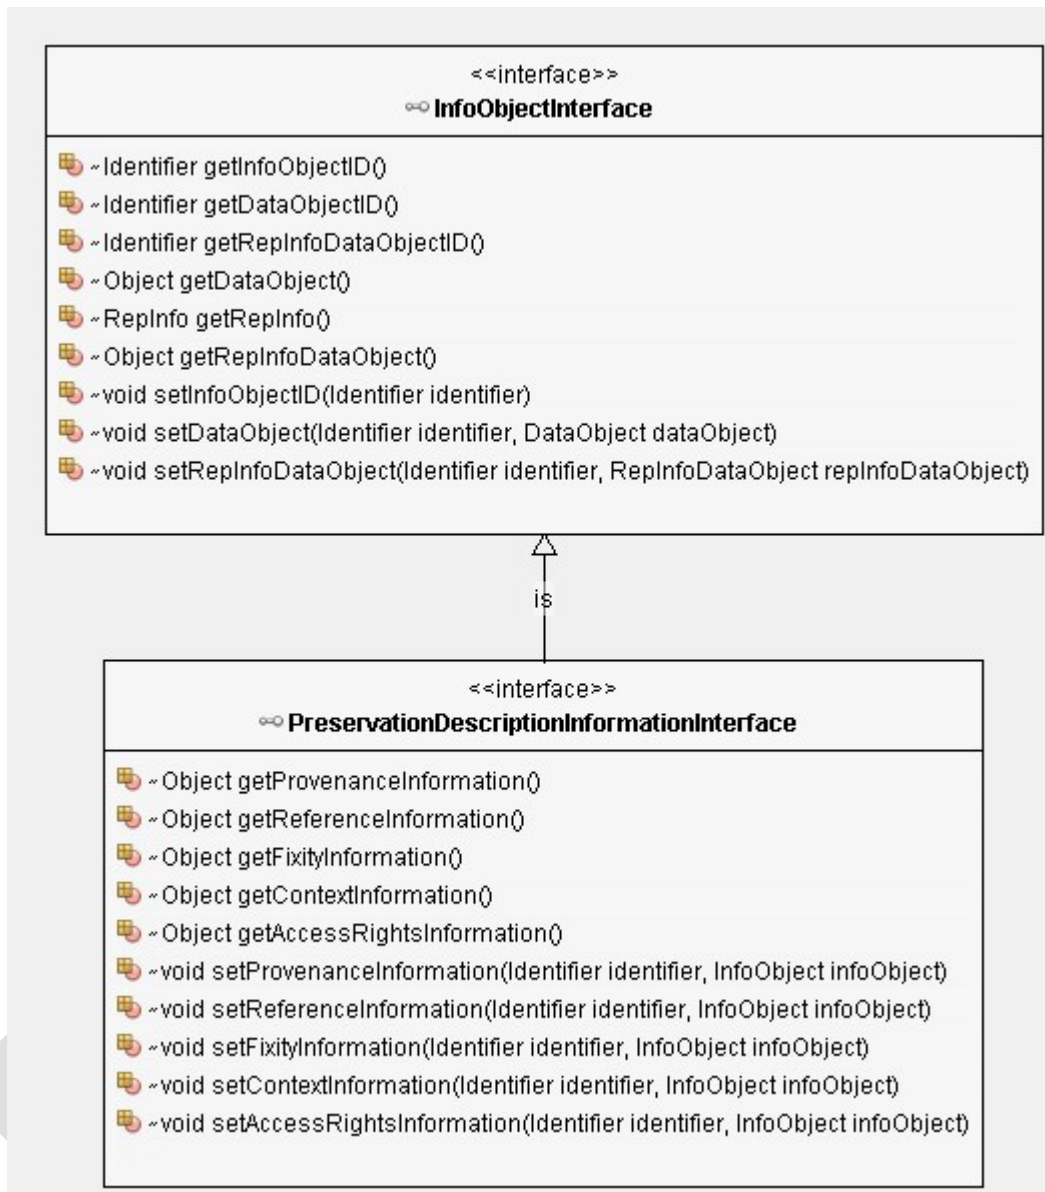 <<interface>>
InfoObjectInterface
~Identifier getInfoObjectID()
~Identifier getDataObjectID()
~Identifier getRepInfoDataObjectID()
~Object getDataObject()
~RepInfo getRepInfo()
~Object getRepInfoDataObject()
~void setInfoObjectID(Identifier identifier)
~void setDataObject(Identifier identifier, DataObject dataObject)
~void setRepInfoDataObject(Identifier identifier, RepInfoDataObject repInfoDataObject)
is
<<interface>>
PreservationDescriptionInformationInterface
~Object getProvenanceInformation()
~Object getReferenceInformation()
~Object getFixityInformation()
~Object getContextInformation()
~Object getAccessRightsInformation()
~void setProvenanceInformation(Identifier identifier, InfoObject infoObject)
~void setReferenceInformation(Identifier identifier, InfoObject infoObject)
~void setFixityInformation(Identifier identifier, InfoObject infoObject)
~void setContextInformation(Identifier identifier, InfoObject infoObject)
~void setAccessRightsInformation(Identifier identifier, InfoObject infoObject)